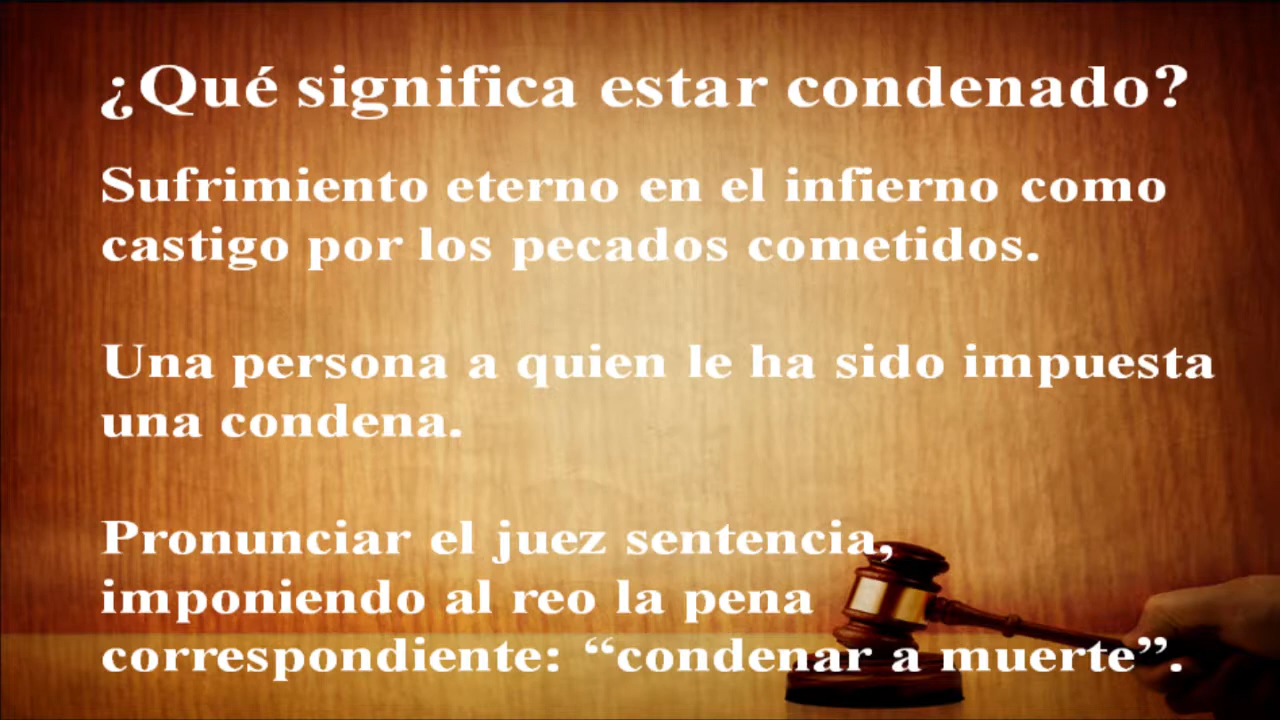 ¿Qué significa estar condenado?
Sufrimiento eterno en el infierno como
castigo por los pecados cometidos.
Una persona a quien le ha sido impuesta
una condena.
Pronunciar el juez sentencia,
imponiendo al reo la pena
correspondiente: “condenar a muerte”.